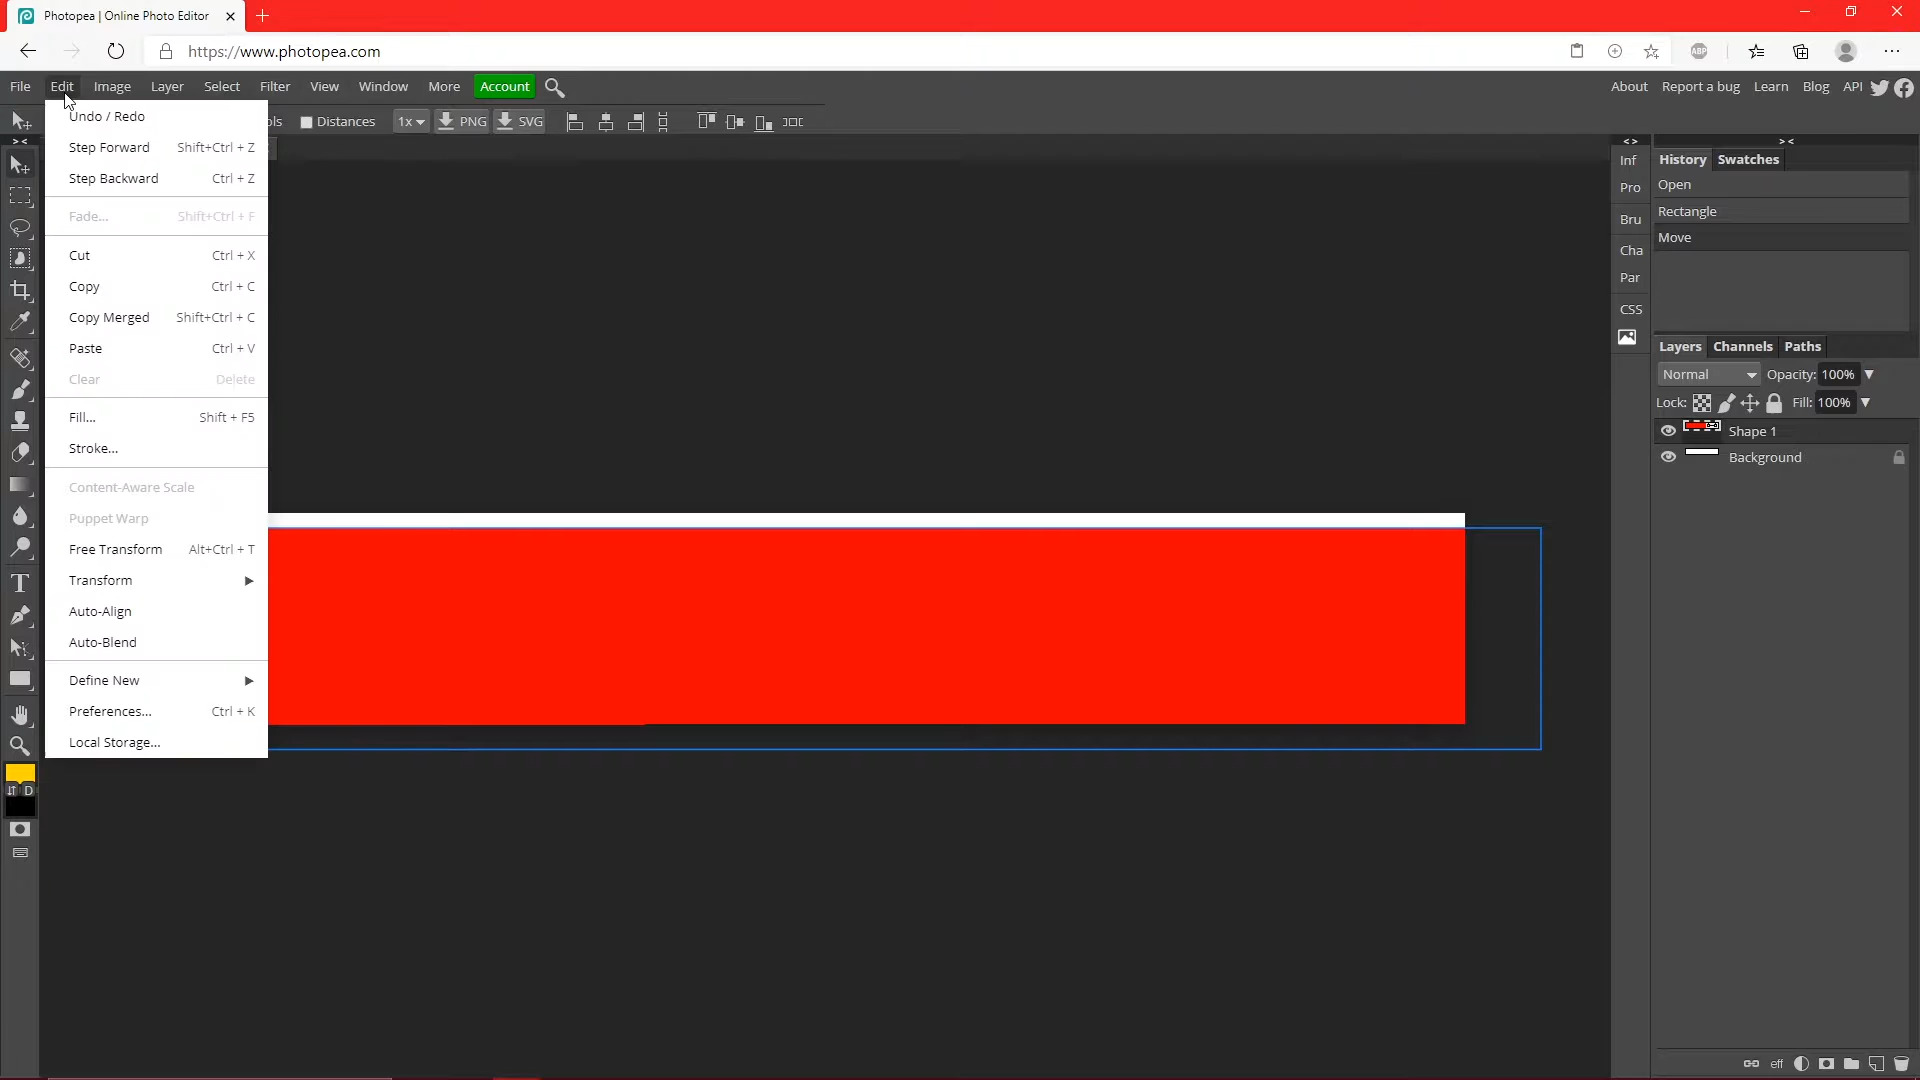 Photopea | Online Photo Editor
https://www.photopea.com
File Edit Image Layer Select Filter View Window More Account
About Report a bug Learn Blog API
ols Distances 1x PNG SVG
Undo / Redo
Step Forward Shift+Ctrl + Z
Step Backward Ctrl + Z
Fade... Shift+Ctrl + F
Cut Ctrl + X
Copy Ctrl + C
Copy Merged Shift+Ctrl + C
Paste Ctrl + V
Clear Delete
Fill... Shift + F5
Stroke...
Content-Aware Scale
Puppet Warp
Free Transform Alt+Ctrl + T
Transform
Auto-Align
Auto-Blend
Define New
Preferences... Ctrl + K
Local Storage...
D
Inf
Pro
Bru
Cha
Par
CSS
History Swatches
Open
Rectangle
Move
Layers Channels Paths
Normal Opacity: 100%
Lock: Fill: 100%
Shape 1
Background
eff
ABP
T